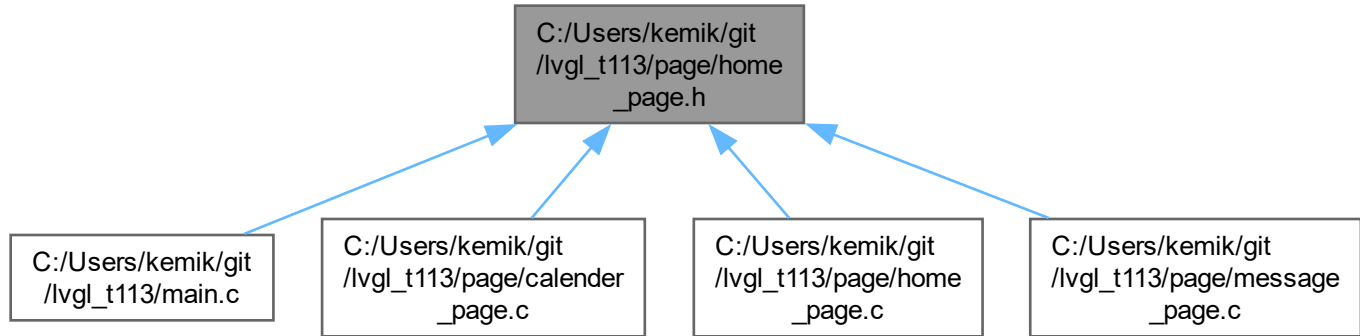 C:/Users/kemik/git
/lvgl_t113/page/home
_page.h
C:/Users/kemik/git
/lvgl_t113/main.c
C:/Users/kemik/git
/lvgl_t113/page/calender
_page.c
C:/Users/kemik/git
/lvgl_t113/page/home
_page.c
C:/Users/kemik/git
/lvgl_t113/page/message
_page.c